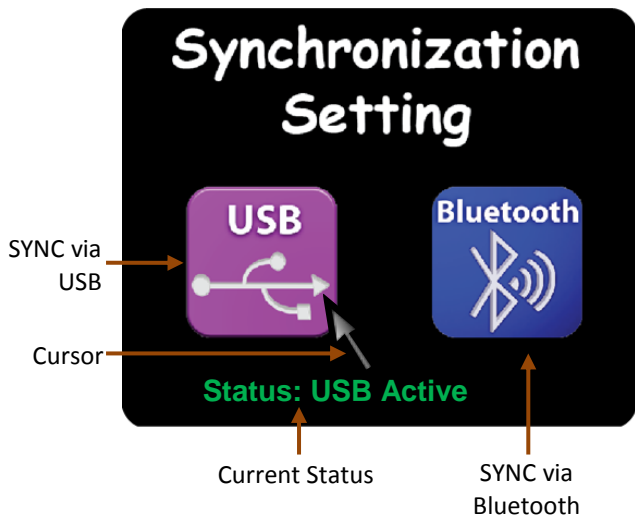 Synchronization
Setting
USB
Bluetooth
SYNC via
USB
Cursor
Status: USB Active
Current Status
SYNC via
Bluetooth